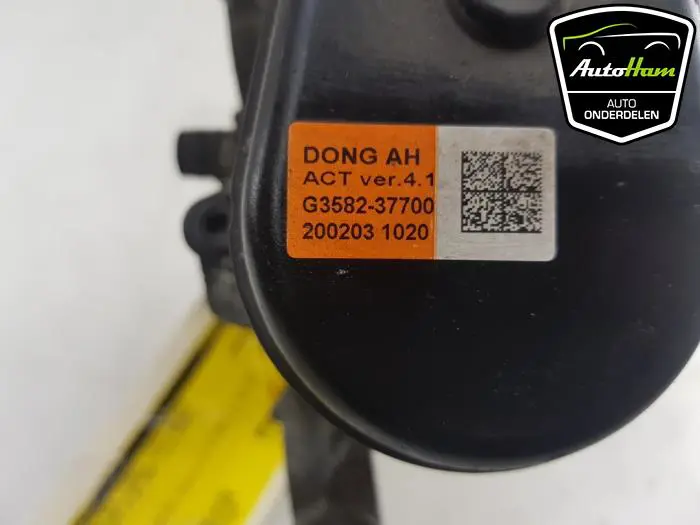 AutoHam
AUTO
ONDERDELEN
DONG AH
ACT ver.4.1
G3582-37700
200203 1020